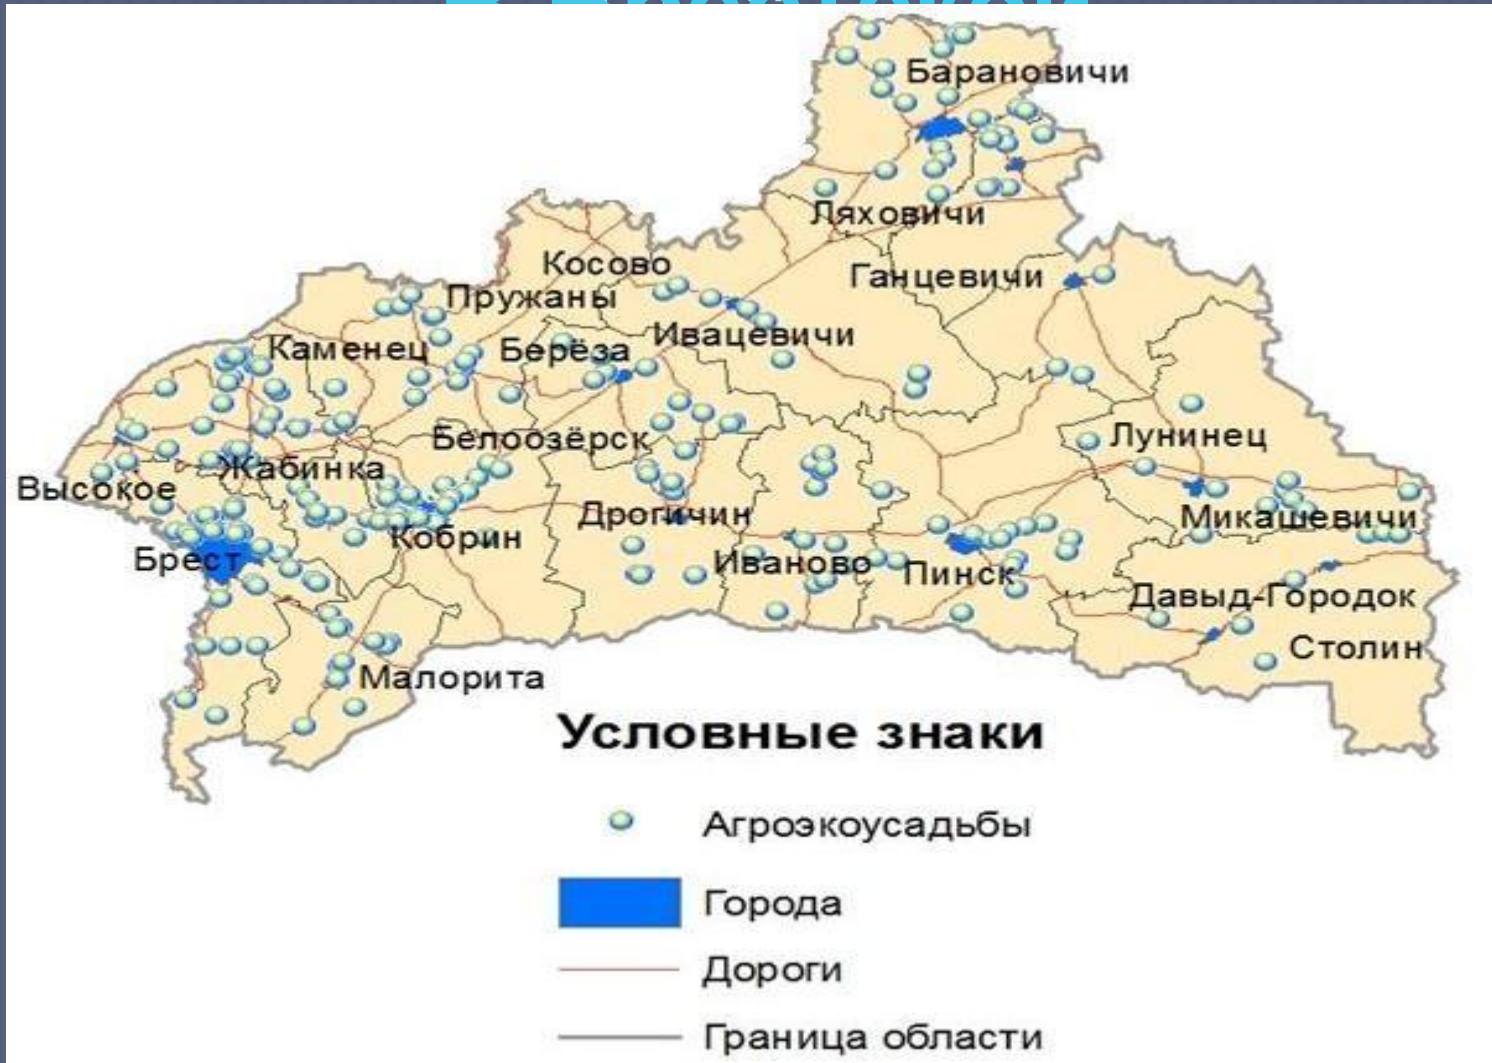 Барановичи
Ляховичи
Косово
Ганцевичи
Пружаны
Ивацевичи
Каменец
Берёза
Белоозёрск
Лунинец
Жабинка
Высокое
Дрогичин
Микашевичи
Кобрин
Брест
Иваново
Пинск
Давыд-Городок
Столин
Малорита
Условные знаки
Агроэкоусадьбы
Города
Дороги
Граница области